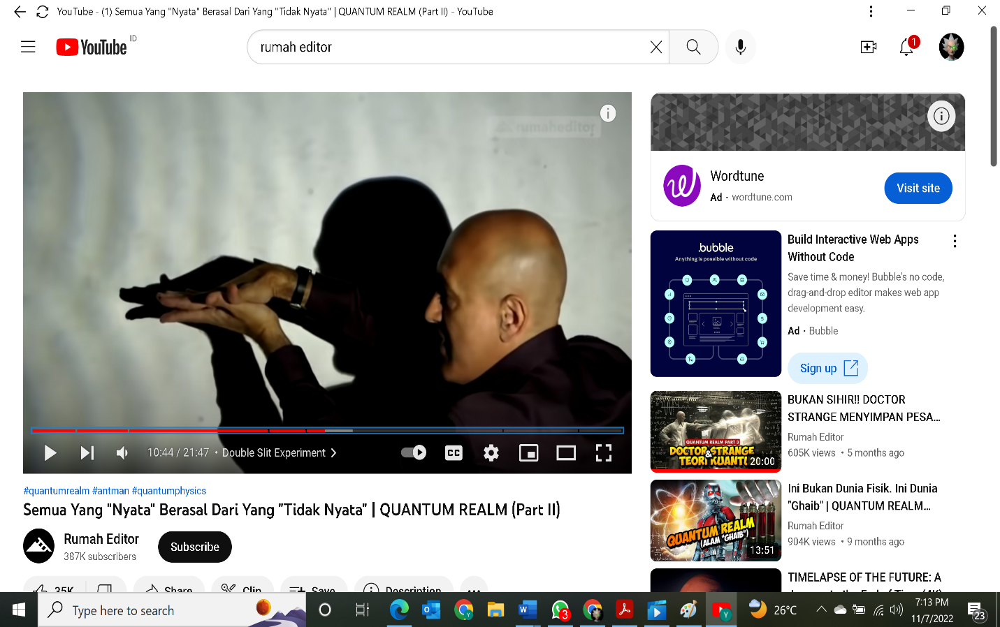 YouTube - (1) Semua Yang "Nyata" Berasal Dari Yang "Tidak Nyata" | QUANTUM REALM (Part II) - YouTube
YouTube ID
rumah editor
1
rumaheditor
Wordtune
Ad · wordtune.com
Visit site
.bubble
Anything is possible without code
Build Interactive Web Apps
Without Code
Save time & money! Bubble's no code,
drag-and-drop editor makes web app
development easy.
Ad · Bubble
Sign up
QUANTUM REALM PART 3
DOCTOR STRANGE
&
TEORI KUANTUM
20:00
BUKAN SIHIR!! DOCTOR
STRANGE MENYIMPAN PESA...
Rumah Editor
605K views • 5 months ago
10:44 / 21:47 • Double Slit Experiment
CC
#quantumrealm #antman #quantumphysics
Semua Yang "Nyata" Berasal Dari Yang "Tidak Nyata" | QUANTUM REALM (Part II)
Rumah Editor
387K subscribers
Subscribe
QUANTUM REALM
(ALAM "GHAIB")
13:51
Ini Bukan Dunia Fisik. Ini Dunia
"Ghaib" | QUANTUM REALM...
Rumah Editor
904K views • 9 months ago
TIMELAPSE OF THE FUTURE: A
35K
Share
Clip
Save
Description
Type here to search
3
26°C
7:13 PM
11/7/2022
23